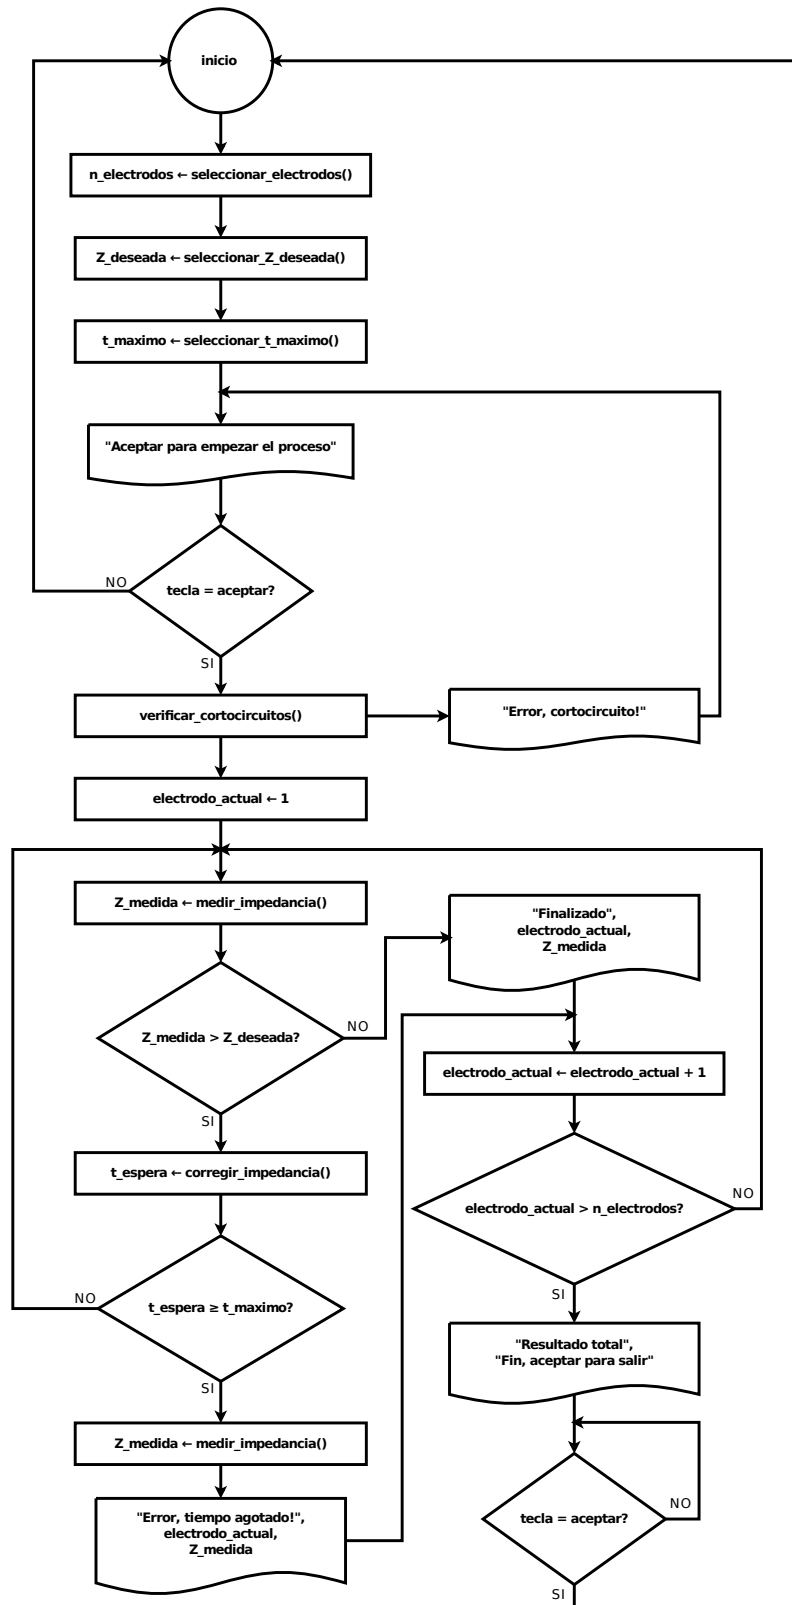 inicio
n_electrodos ← seleccionar_electrodos()
Z_deseada ← seleccionar_Z_deseada()
t_maximo ← seleccionar_t_maximo()
"Aceptar para empezar el proceso"
NO
tecla = aceptar?
SI
verificar_cortocircuitos()
"Error, cortocircuito!"
electrodo_actual ← 1
Z_medida ← medir_impedancia()
Z_medida > Z_deseada?
NO
SI
t_espera ← corregir_impedancia()
NO
t_espera ≥ t_maximo?
SI
Z_medida ← medir_impedancia()
"Error, tiempo agotado!",
electrodo_actual,
Z_medida
"Finalizado",
electrodo_actual,
Z_medida
electrodo_actual ← electrodo_actual + 1
electrodo_actual > n_electrodos?
NO
SI
"Resultado total",
"Fin, aceptar para salir"
tecla = aceptar?
NO
SI